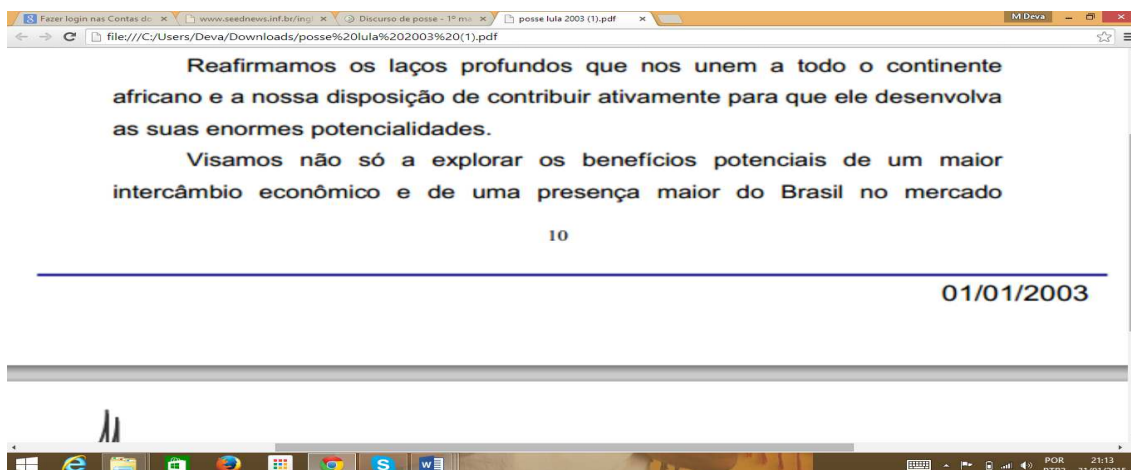 Fazer login nas Contas do
www.seednews.inf.br/ingl
Discurso de posse - 1º ma
posse lula 2003 (1).pdf
M Deva
file:///C:/Users/Deva/Downloads/posse%20lula%202003%20(1).pdf
Reafirmamos os laços profundos que nos unem a todo o continente
africano e a nossa disposição de contribuir ativamente para que ele desenvolva
as suas enormes potencialidades.
Visamos não só a explorar os benefícios potenciais de um maior
intercâmbio econômico e de uma presença maior do Brasil no mercado
10
01/01/2003
POR
21:13
PTB2